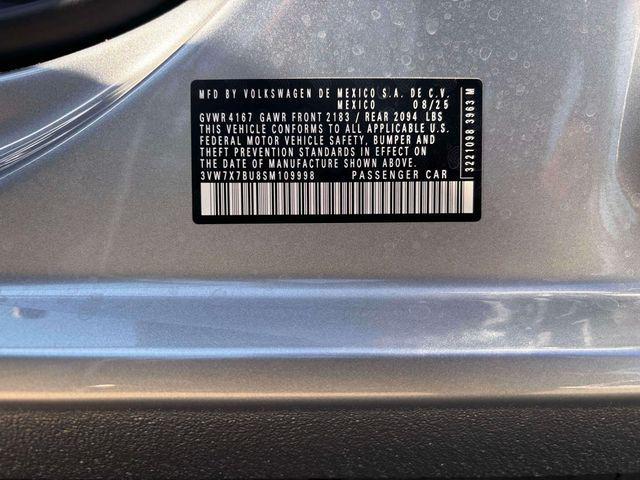 MFD BY VOLKSWAGEN DE MEXICO S.A. DE C.V.
MEXICO 08/25
GVWR 4167 GAWR FRONT 2183 / REAR 2094 LBS
THIS VEHICLE CONFORMS TO ALL APPLICABLE U.S.
FEDERAL MOTOR VEHICLE SAFETY, BUMPER AND
THEFT PREVENTION STANDARDS IN EFFECT ON
THE DATE OF MANUFACTURE SHOWN ABOVE.
3VW7X7BU8SM109998 PASSENGER CAR
3221098 3963 M